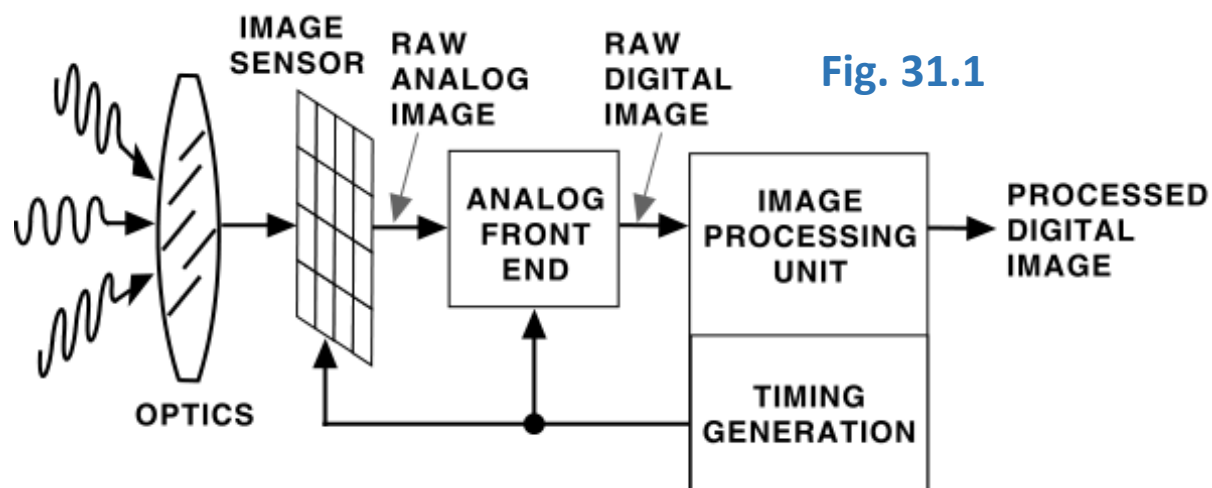 IMAGE
SENSOR
RAW
ANALOG
IMAGE
RAW
DIGITAL
IMAGE
Fig. 31.1
ANALOG
FRONT
END
IMAGE
PROCESSING
UNIT
PROCESSED
DIGITAL
IMAGE
OPTICS
TIMING
GENERATION